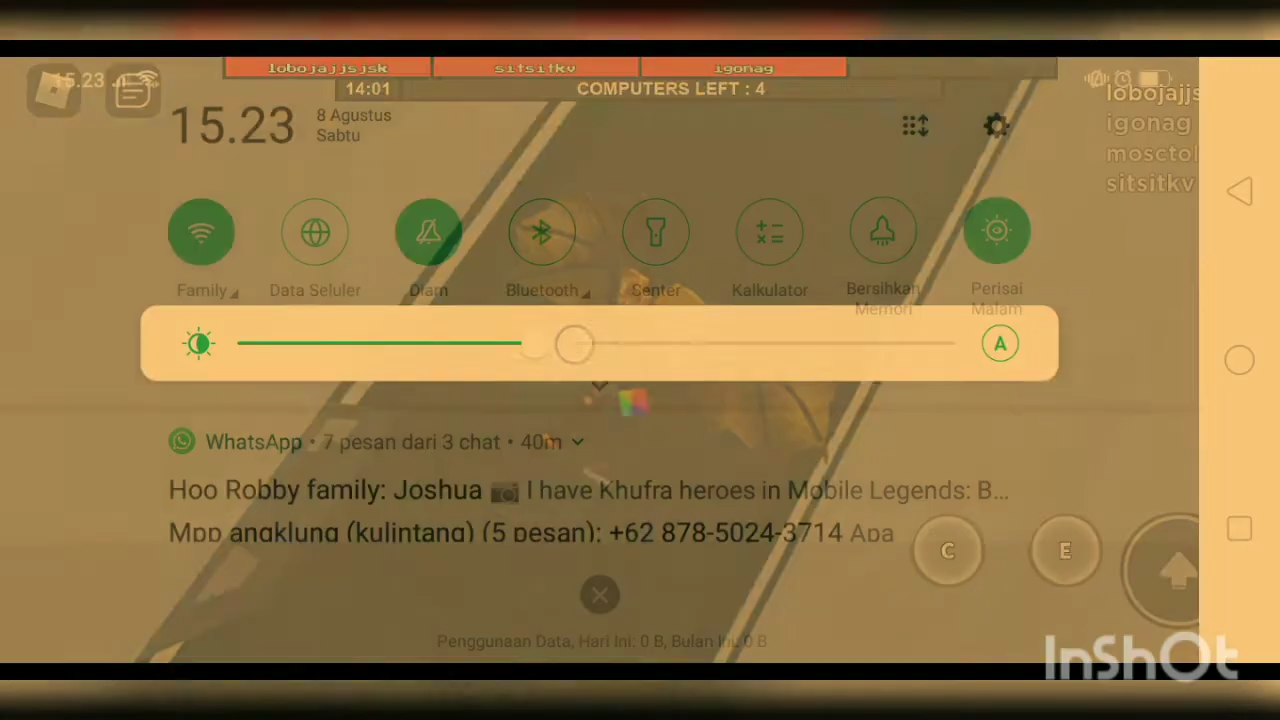 lobojajjsjsk sitsitkv igonag
15.23
14:01 COMPUTERS LEFT : 4
lobojajjs
15.23 8 Agustus
Sabtu
igonag
mosctol
sitsitkv
Family Data Seluler Diam Bluetooth Senter Kalkulator Bersihkan Memori Perisai Malam
A
WhatsApp • 7 pesan dari 3 chat • 40m
Hoo Robby family: Joshua 📷 I have Khufra heroes in Mobile Legends: B...
Mpp angklung (kulintang) (5 pesan): +62 878-5024-3714 Apa
C E
Penggunaan Data, Hari Ini: 0 B, Bulan Ini: 0 B
InShOt